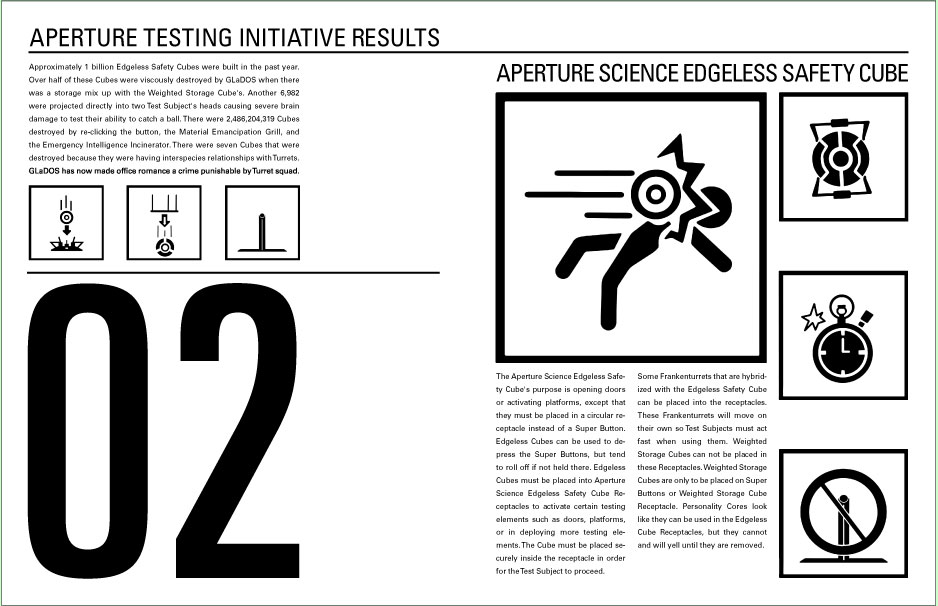 APERTURE TESTING INITIATIVE RESULTS
Approximately 1 billion Edgeless Safety Cubes were built in the past year.
Over half of these Cubes were viscously destroyed by GLaDOS when there
was a storage mix up with the Weighted Storage Cube's. Another 6,982
were projected directly into two Test Subject's heads causing severe brain
damage to test their ability to catch a ball. There were 2,486,204,319 Cubes
destroyed by re-clicking the button, the Material Emancipation Grill, and
the Emergency Intelligence Incinerator. There were seven Cubes that were
destroyed because they were having interspecies relationships with Turrets.
GLaDOS has now made office romance a crime punishable by Turret squad.
02
APERTURE SCIENCE EDGELESS SAFETY CUBE
The Aperture Science Edgeless Safe-
ty Cube's purpose is opening doors
or activating platforms, except that
they must be placed in a circular re-
ceptacle instead of a Super Button.
Edgeless Cubes can be used to de-
press the Super Buttons, but tend
to roll off if not held there. Edgeless
Cubes must be placed into Aperture
Science Edgeless Safety Cube Re-
ceptacles to activate certain testing
elements such as doors, platforms,
or in deploying more testing ele-
ments. The Cube must be placed se-
curely inside the receptacle in order
for the Test Subject to proceed.
Some Frankenturrets that are hybrid-
ized with the Edgeless Safety Cube
can be placed into the receptacles.
These Frankenturrets will move on
their own so Test Subjects must act
fast when using them. Weighted
Storage Cubes can not be placed in
these Receptacles. Weighted Storage
Cubes are only to be placed on Super
Buttons or Weighted Storage Cube
Receptacle. Personality Cores look
like they can be used in the Edgeless
Cube Receptacles, but they cannot
and will yell until they are removed.